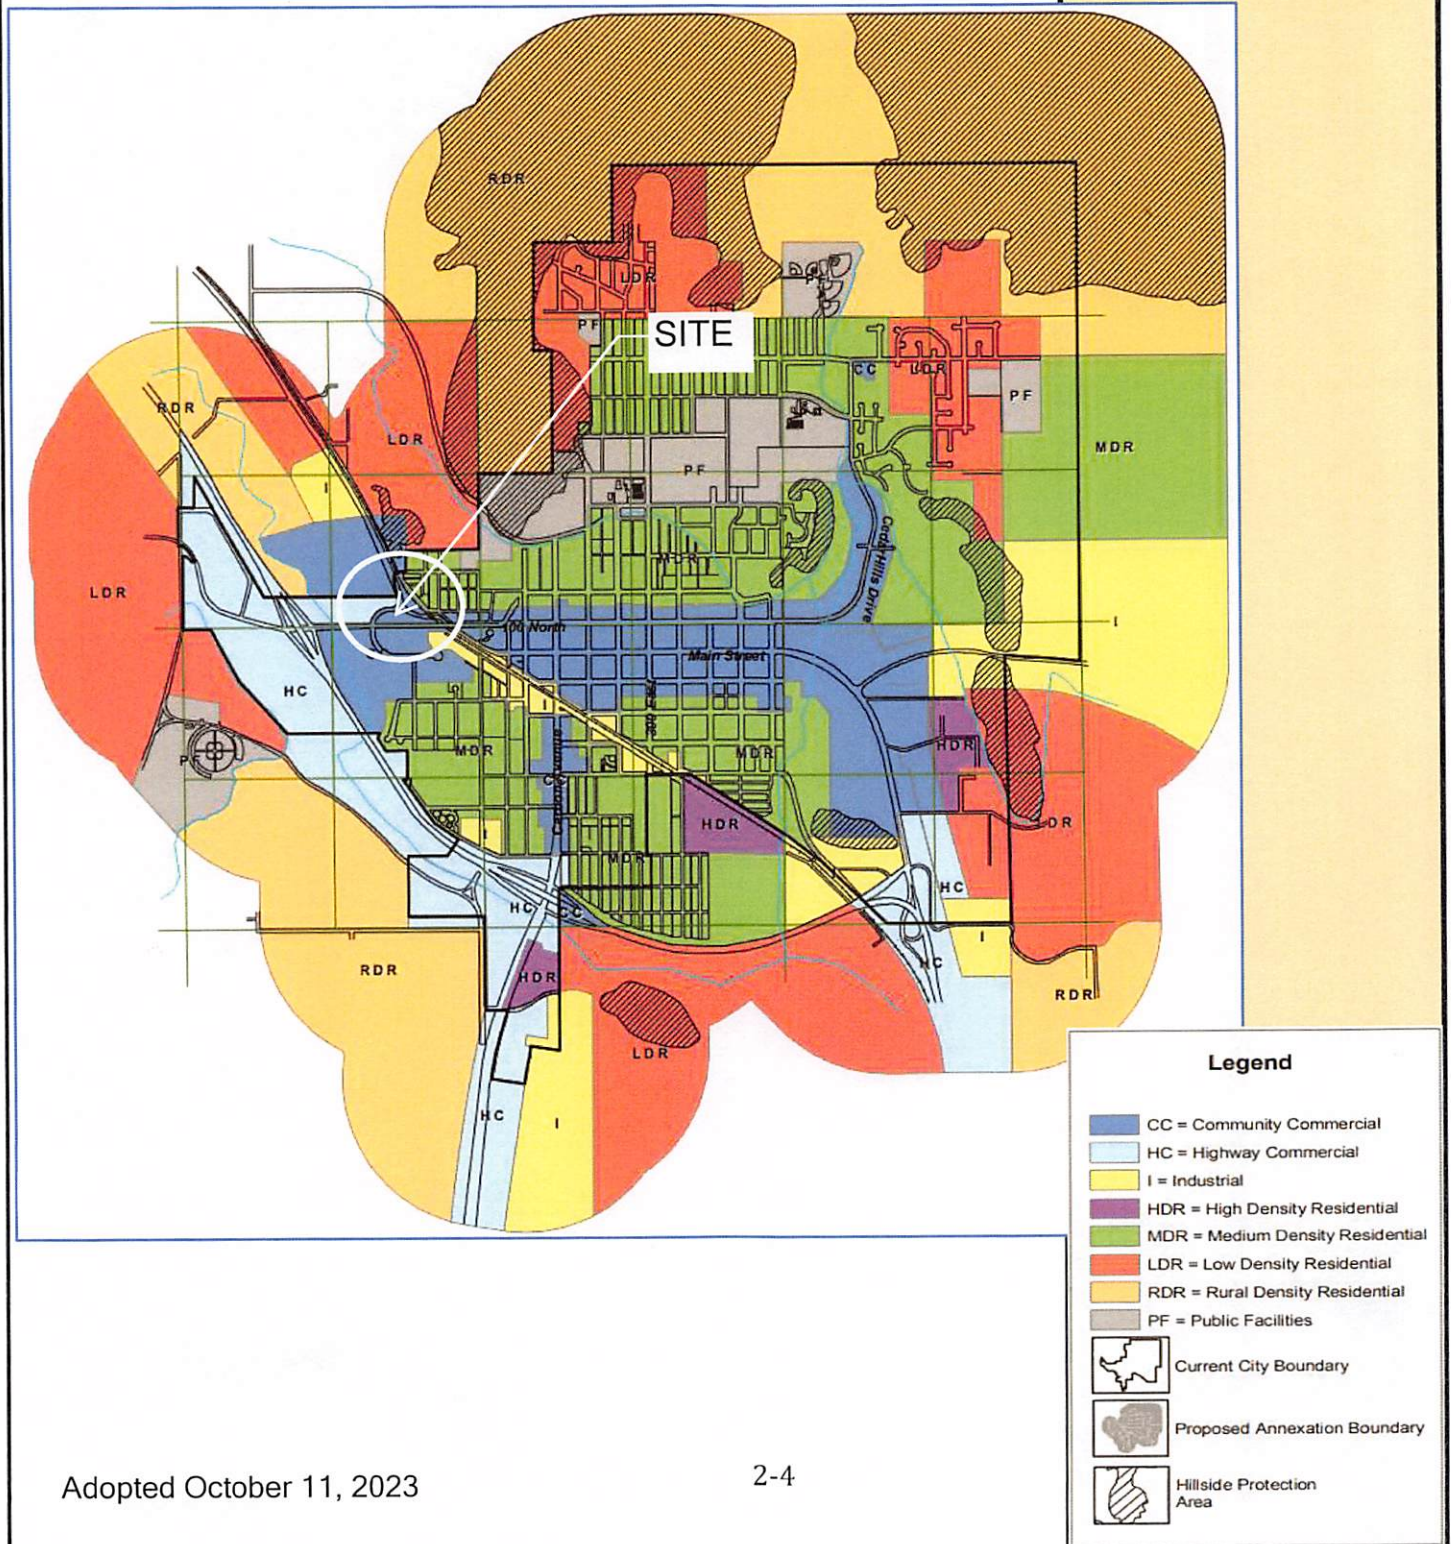 RDR
LDR
PF
PF
SITE
CC
LDR
PF
RDR
LDR
MDR
PF
I
MDR
Cedar Hills Drive
LDR
100 North
I
Main Street
HC
I
MDR
MDR
HDR
HDR
DR
I
MDR
HC
HC
CC
I
HC
RDR
HDR
RDR
LDR
HC
I
Legend
CC = Community Commercial
HC = Highway Commercial
I = Industrial
HDR = High Density Residential
MDR = Medium Density Residential
LDR = Low Density Residential
RDR = Rural Density Residential
PF = Public Facilities
Current City Boundary
Proposed Annexation Boundary
Hillside Protection
Area
Adopted October 11, 2023
2-4